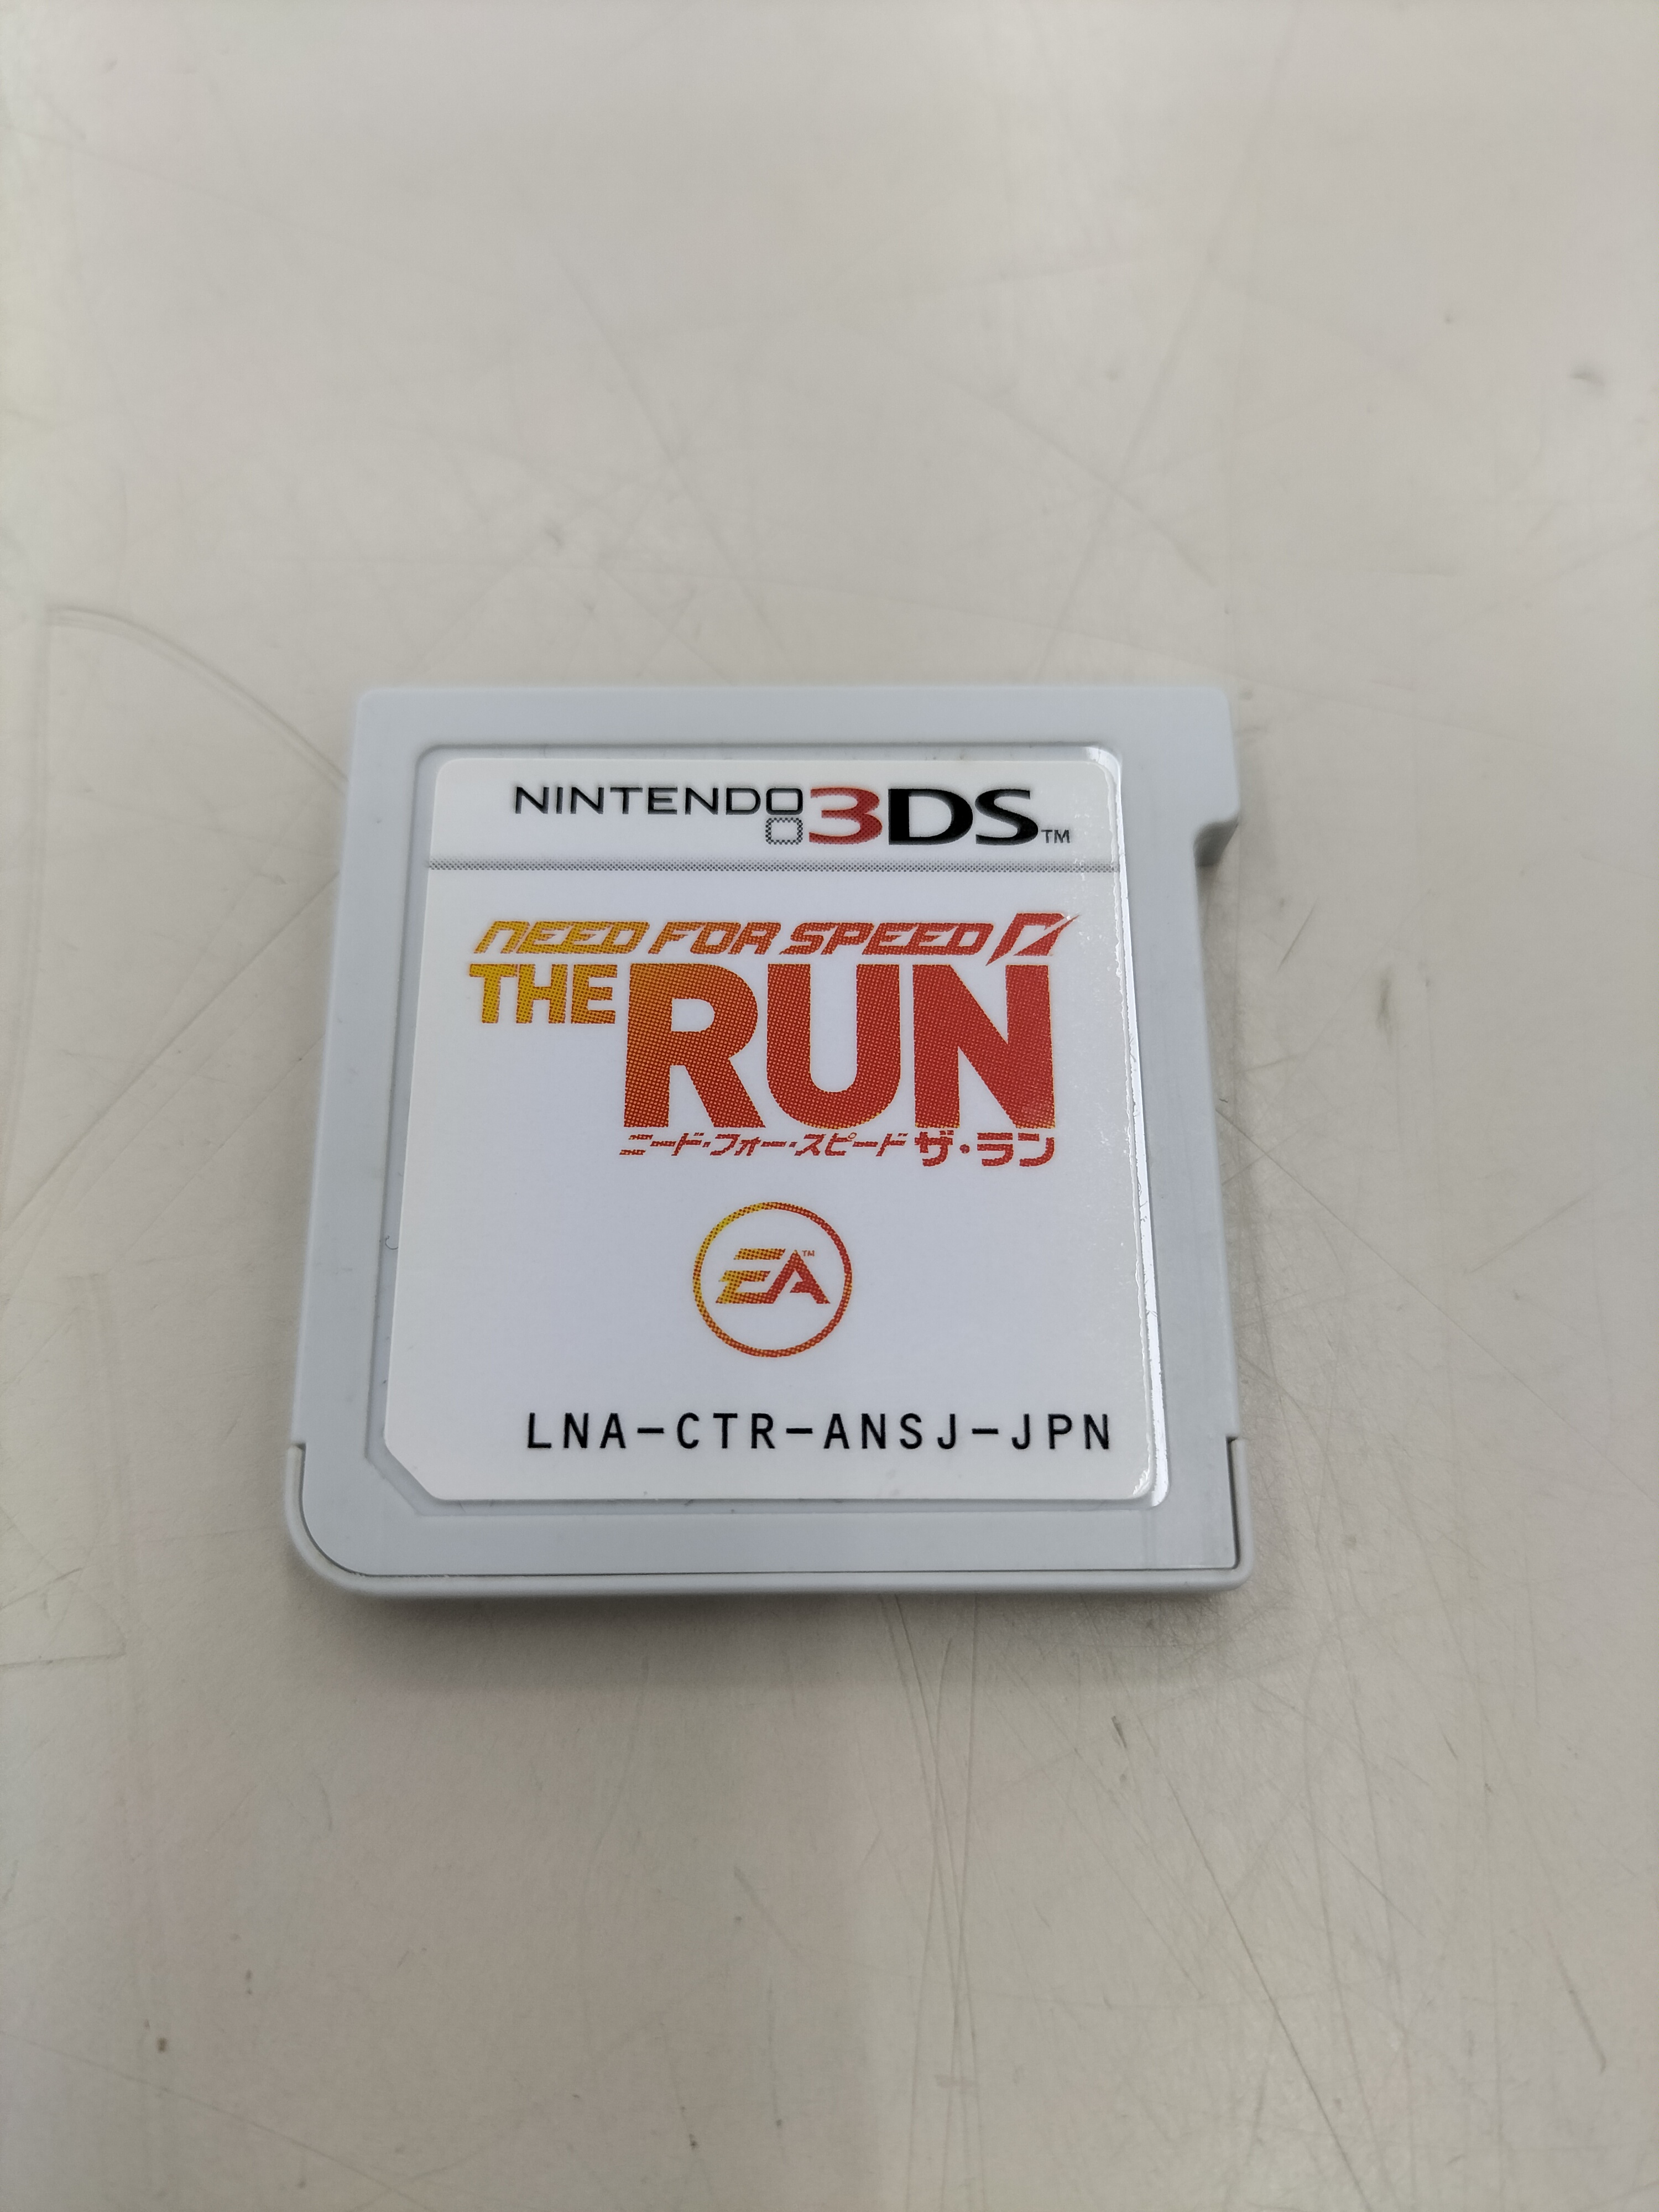 NINTENDO 3DS™
NEED FOR SPEED
THE RUN
ニード・フォー・スピード ザ・ラン
EA™
LNA-CTR-ANSJ-JPN